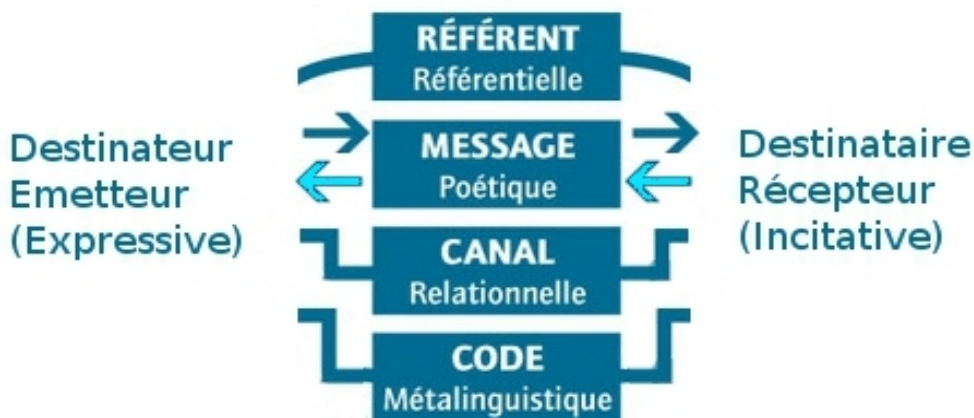 RÉFÉRENT
Référentielle
Destinateur
Emetteur
(Expressive)
MESSAGE
Poétique
Destinataire
Récepteur
(Incitative)
CANAL
Relationnelle
CODE
Métalinguistique